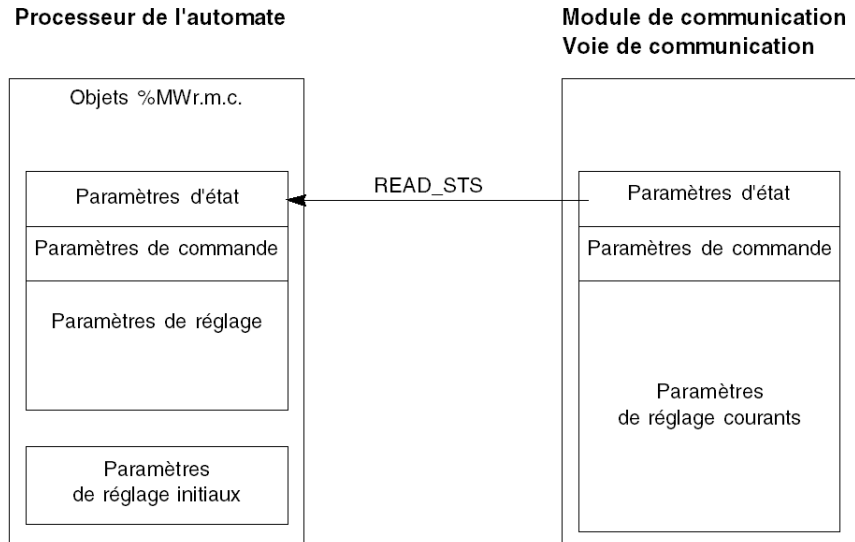 Processeur de l'automate
Module de communication
Voie de communication
Objets %MWr.m.c.
Paramètres d'état
Paramètres de commande
Paramètres de réglage
Paramètres
de réglage initiaux
READ_STS
Paramètres d'état
Paramètres de commande
Paramètres
de réglage courants